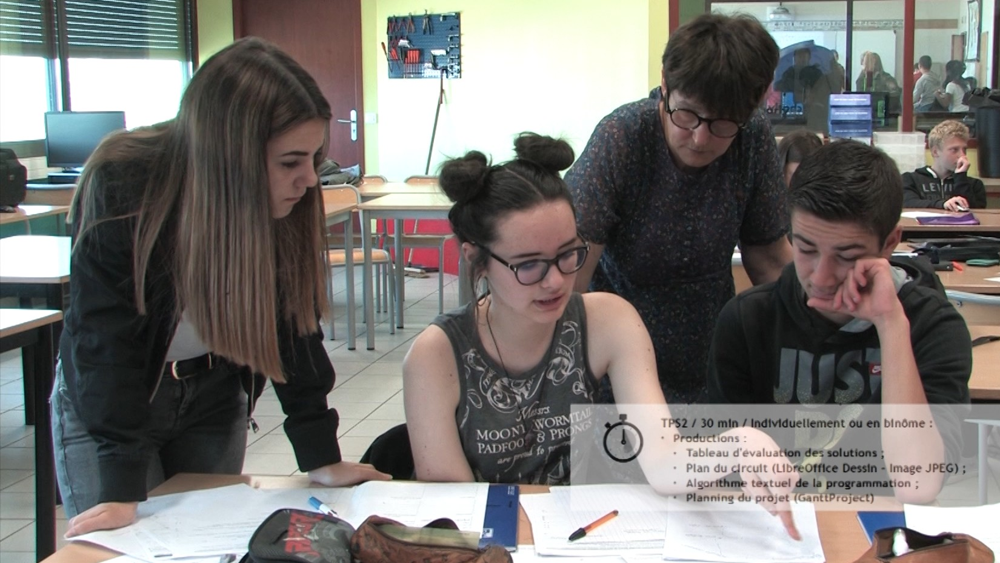 LEVI
JUST
Messrs
MOONY WORMTAIL
PADFOOT & PRONGS
are proud to
TPS2 / 30 min / Individuellement ou en binôme :
· Productions :
· Tableau d'évaluation des solutions ;
· Plan du circuit (LibreOffice Dessin - Image JPEG) ;
· Algorithme textuel de la programmation ;
· Planning du projet (GanttProject)